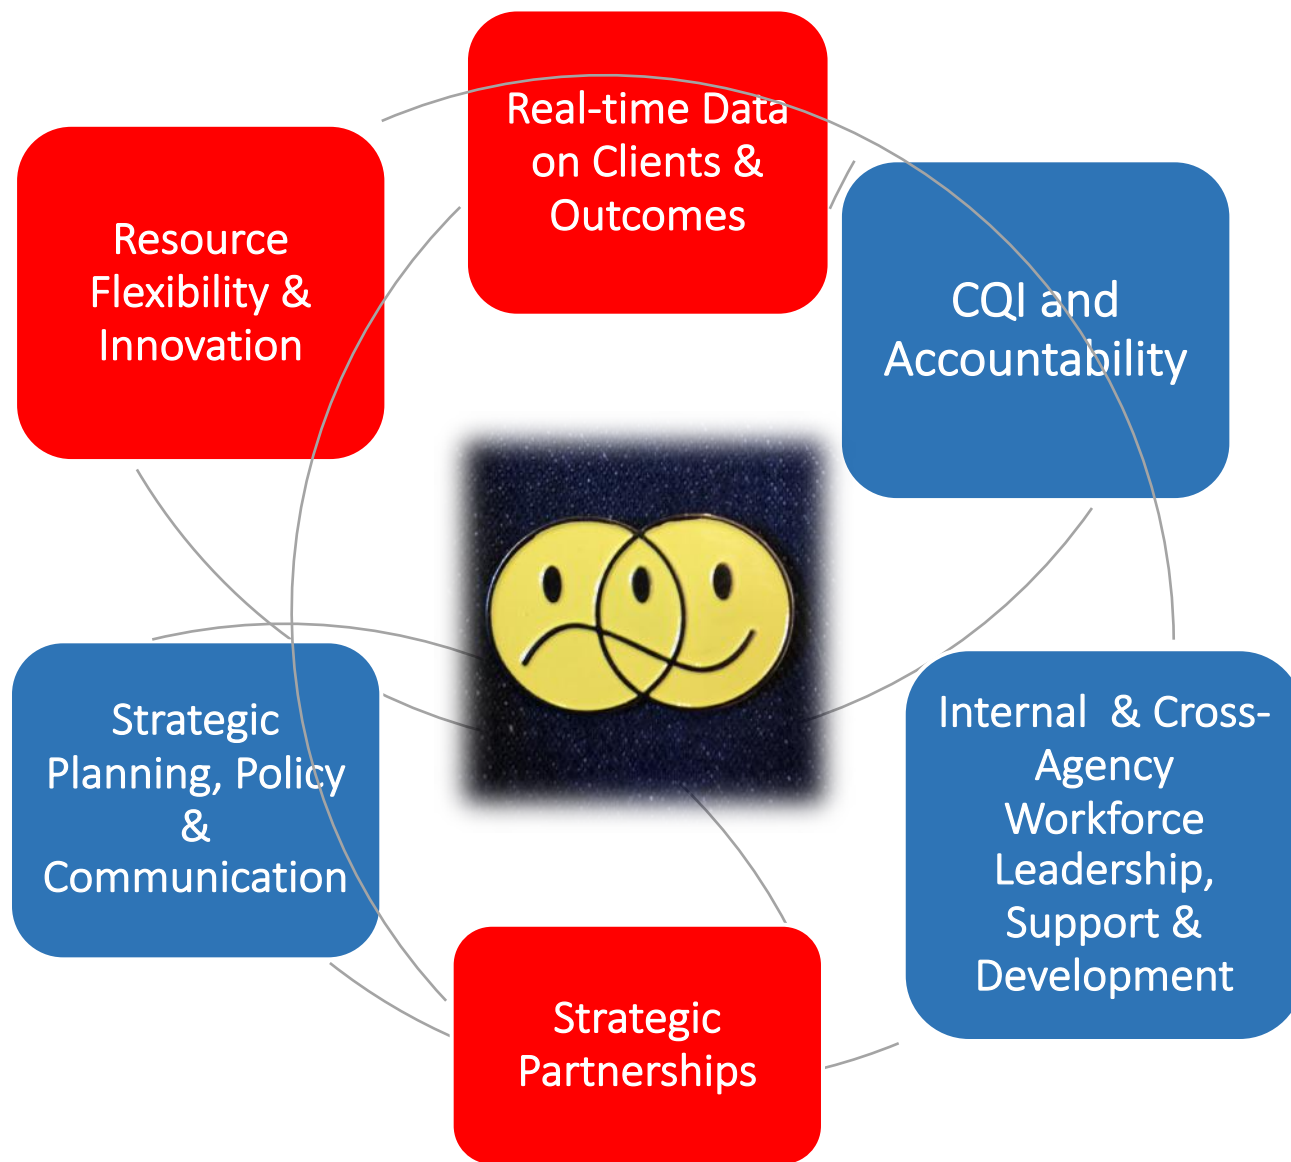 Real-time Data
on Clients &
Outcomes
CQI and
Accountability
Internal & Cross-
Agency
Workforce
Leadership,
Support &
Development
Strategic
Partnerships
Strategic
Planning, Policy
&
Communication
Resource
Flexibility &
Innovation